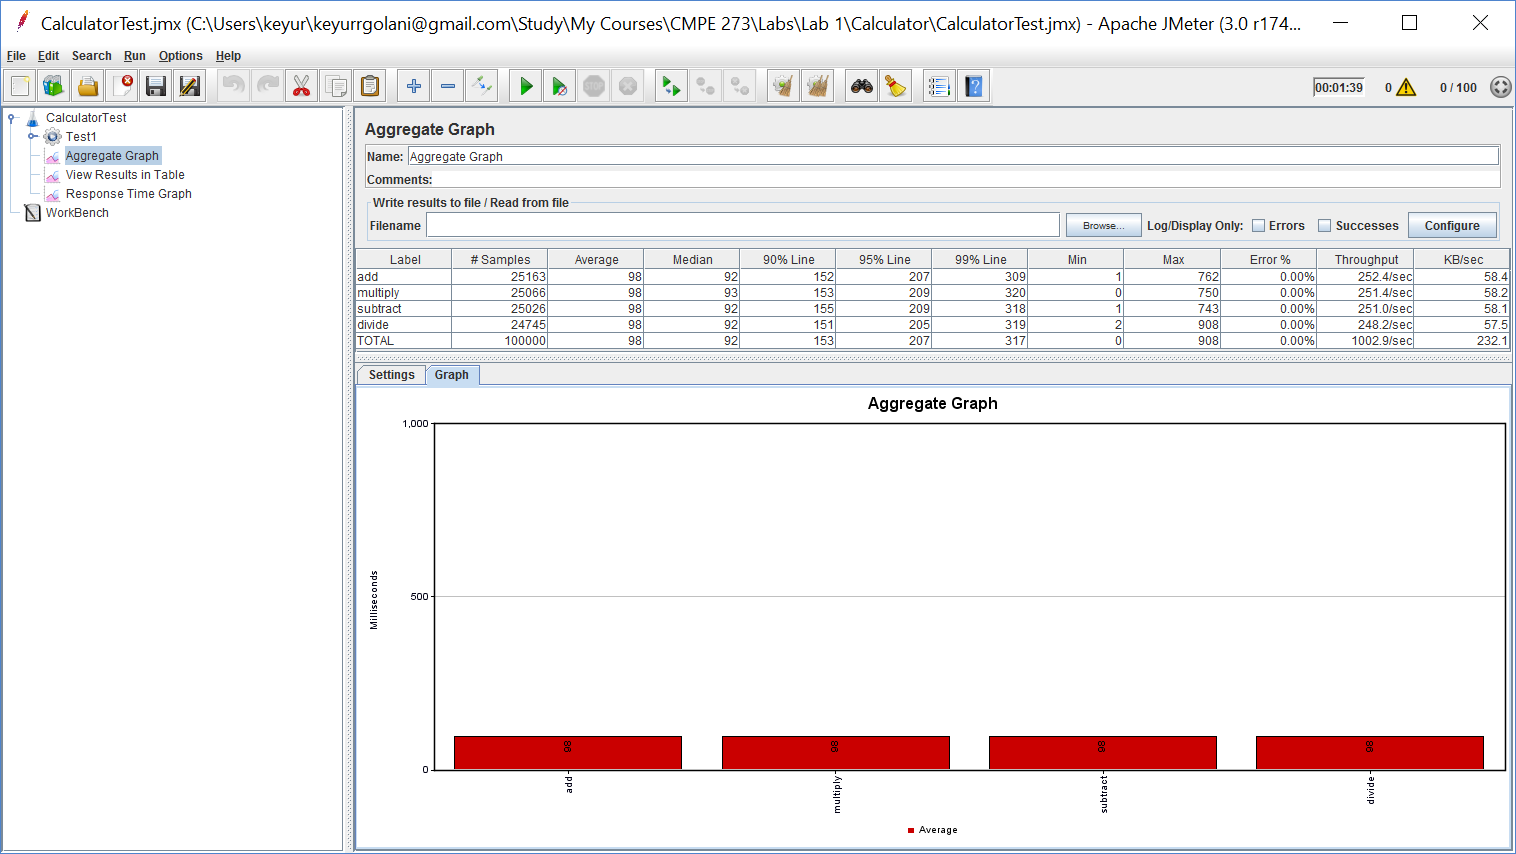 CalculatorTest.jmx (C:\Users\keyur\keyurrgolani@gmail.com\Study\My Courses\CMPE 273\Labs\Lab 1\Calculator\CalculatorTest.jmx) - Apache JMeter (3.0 r174...
File Edit Search Run Options Help
STOP 00:01:39 0 0 / 100
CalculatorTest
Test1
Aggregate Graph
View Results in Table
Response Time Graph
WorkBench
Aggregate Graph
Name: Aggregate Graph
Comments:
Write results to file / Read from file
Filename Browse... Log/Display Only: Errors Successes Configure
Label # Samples Average Median 90% Line 95% Line 99% Line Min Max Error % Throughput KB/sec
add 25163 98 92 152 207 309 1 762 0.00% 252.4/sec 58.4
multiply 25066 98 93 153 209 320 0 750 0.00% 251.4/sec 58.2
subtract 25026 98 92 155 209 318 1 743 0.00% 251.0/sec 58.1
divide 24745 98 92 151 205 319 2 908 0.00% 248.2/sec 57.5
TOTAL 100000 98 92 153 207 317 0 908 0.00% 1002.9/sec 232.1
Settings Graph
Aggregate Graph
Milliseconds
1,000
500
0
98 98 98 98
add multiply subtract divide
Average